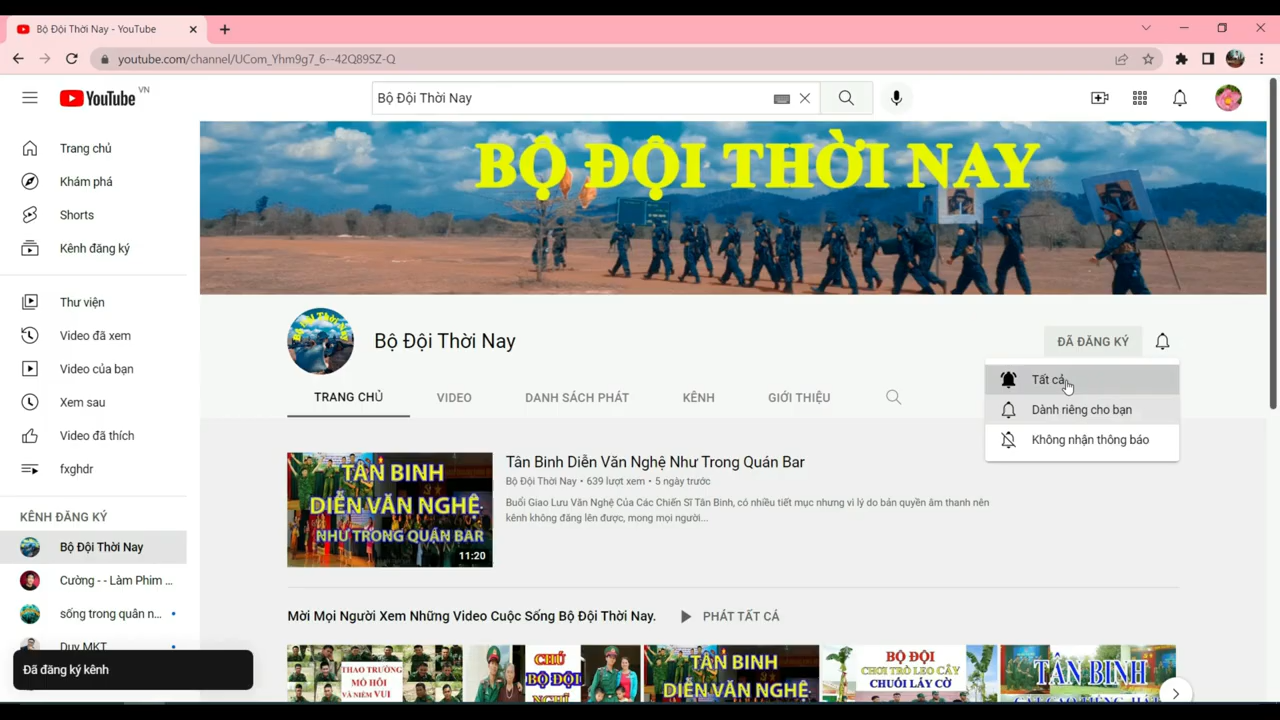 Bộ Đội Thời Nay - YouTube
youtube.com/channel/UCom_Yhm9g7_6--42Q89SZ-Q
YouTube VN
Bộ Đội Thời Nay
Trang chủ
Khám phá
Shorts
Kênh đăng ký
Thư viện
Video đã xem
Video của bạn
Xem sau
Video đã thích
fxghdr
KÊNH ĐĂNG KÝ
Bộ Đội Thời Nay
Cường - - Làm Phim ...
sống trong quân n...
Duy MKT
Đã đăng ký kênh
BỘ ĐỘI THỜI NAY
Bộ Đội Thời Nay
Bộ Đội Thời Nay
ĐÃ ĐĂNG KÝ
Tất cả
Dành riêng cho bạn
Không nhận thông báo
TRANG CHỦ
VIDEO
DANH SÁCH PHÁT
KÊNH
GIỚI THIỆU
TÂN BINH
DIỄN VĂN NGHỆ
NHƯ TRONG QUÁN BAR
11:20
Tân Binh Diễn Văn Nghệ Như Trong Quán Bar
Bộ Đội Thời Nay • 639 lượt xem • 5 ngày trước
Buổi Giao Lưu Văn Nghệ Của Các Chiến Sĩ Tân Binh, có nhiều tiết mục nhưng vì lý do bản quyền âm thanh nên
kênh không đăng lên được, mong mọi người...
Mời Mọi Người Xem Những Video Cuộc Sống Bộ Đội Thời Nay.
PHÁT TẤT CẢ
THAO TRƯỜNG
MỒ HÔI
VÀ NIỀM VUI
CHÚ
BỘ ĐỘI
TÂN BINH
DIỄN VĂN NGHỆ
BỘ ĐỘI
CHƠI TRÒ LEO CÂY
CHUỐI LẤY CỜ
TÂN BINH